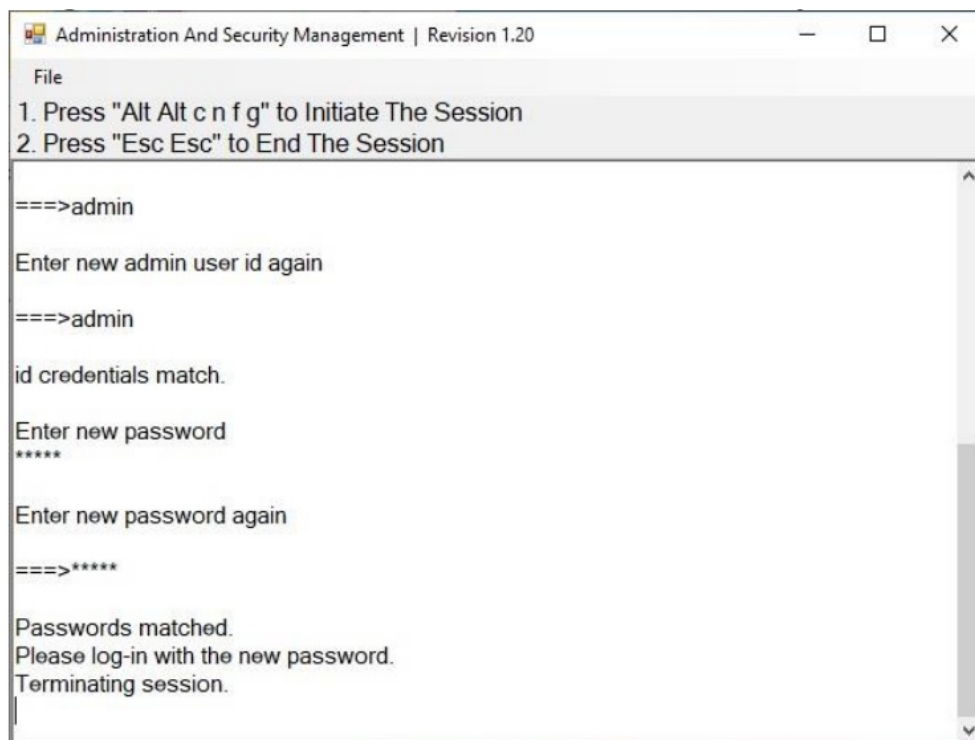 Administration And Security Management | Revision 1.20
File
1. Press "Alt Alt c n f g" to Initiate The Session
2. Press "Esc Esc" to End The Session
===>admin
Enter new admin user id again
===>admin
id credentials match.
Enter new password
*****
Enter new password again
===>*****
Passwords matched.
Please log-in with the new password.
Terminating session.